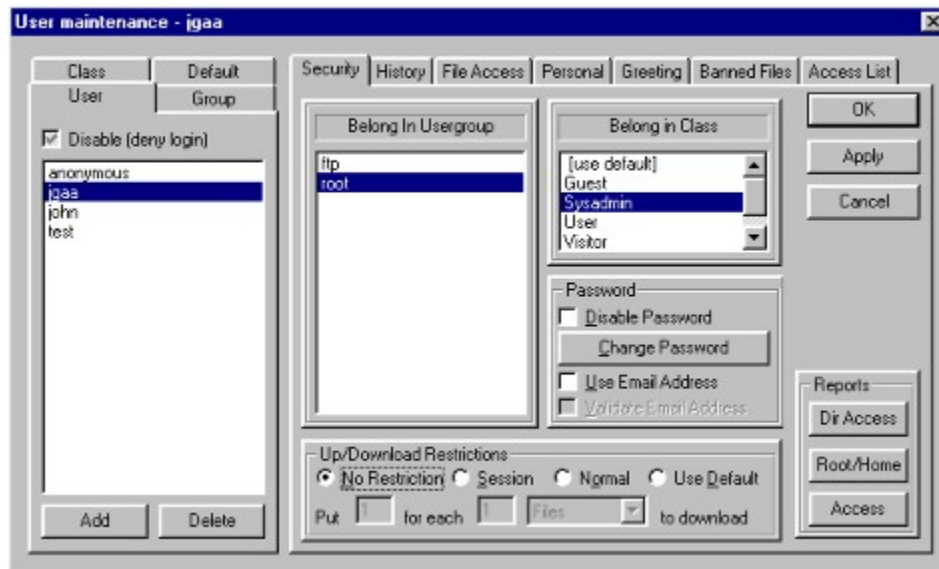 User maintenance - jgaa
Class
Default
User
Group
Disable (deny login)
anonymous
jgaa
john
test
Add
Delete
Security
History
File Access
Personal
Greeting
Banned Files
Access List
Belong In Usergroup
ftp
root
Belong in Class
[use default]
Guest
Sysadmin
User
Visitor
Password
Disable Password
Change Password
Use Email Address
Validate Email Address
Up/Download Restrictions
No Restriction
Session
Normal
Use Default
Put 1 for each 1 Files to download
OK
Apply
Cancel
Reports
Dir Access
Root/Home
Access